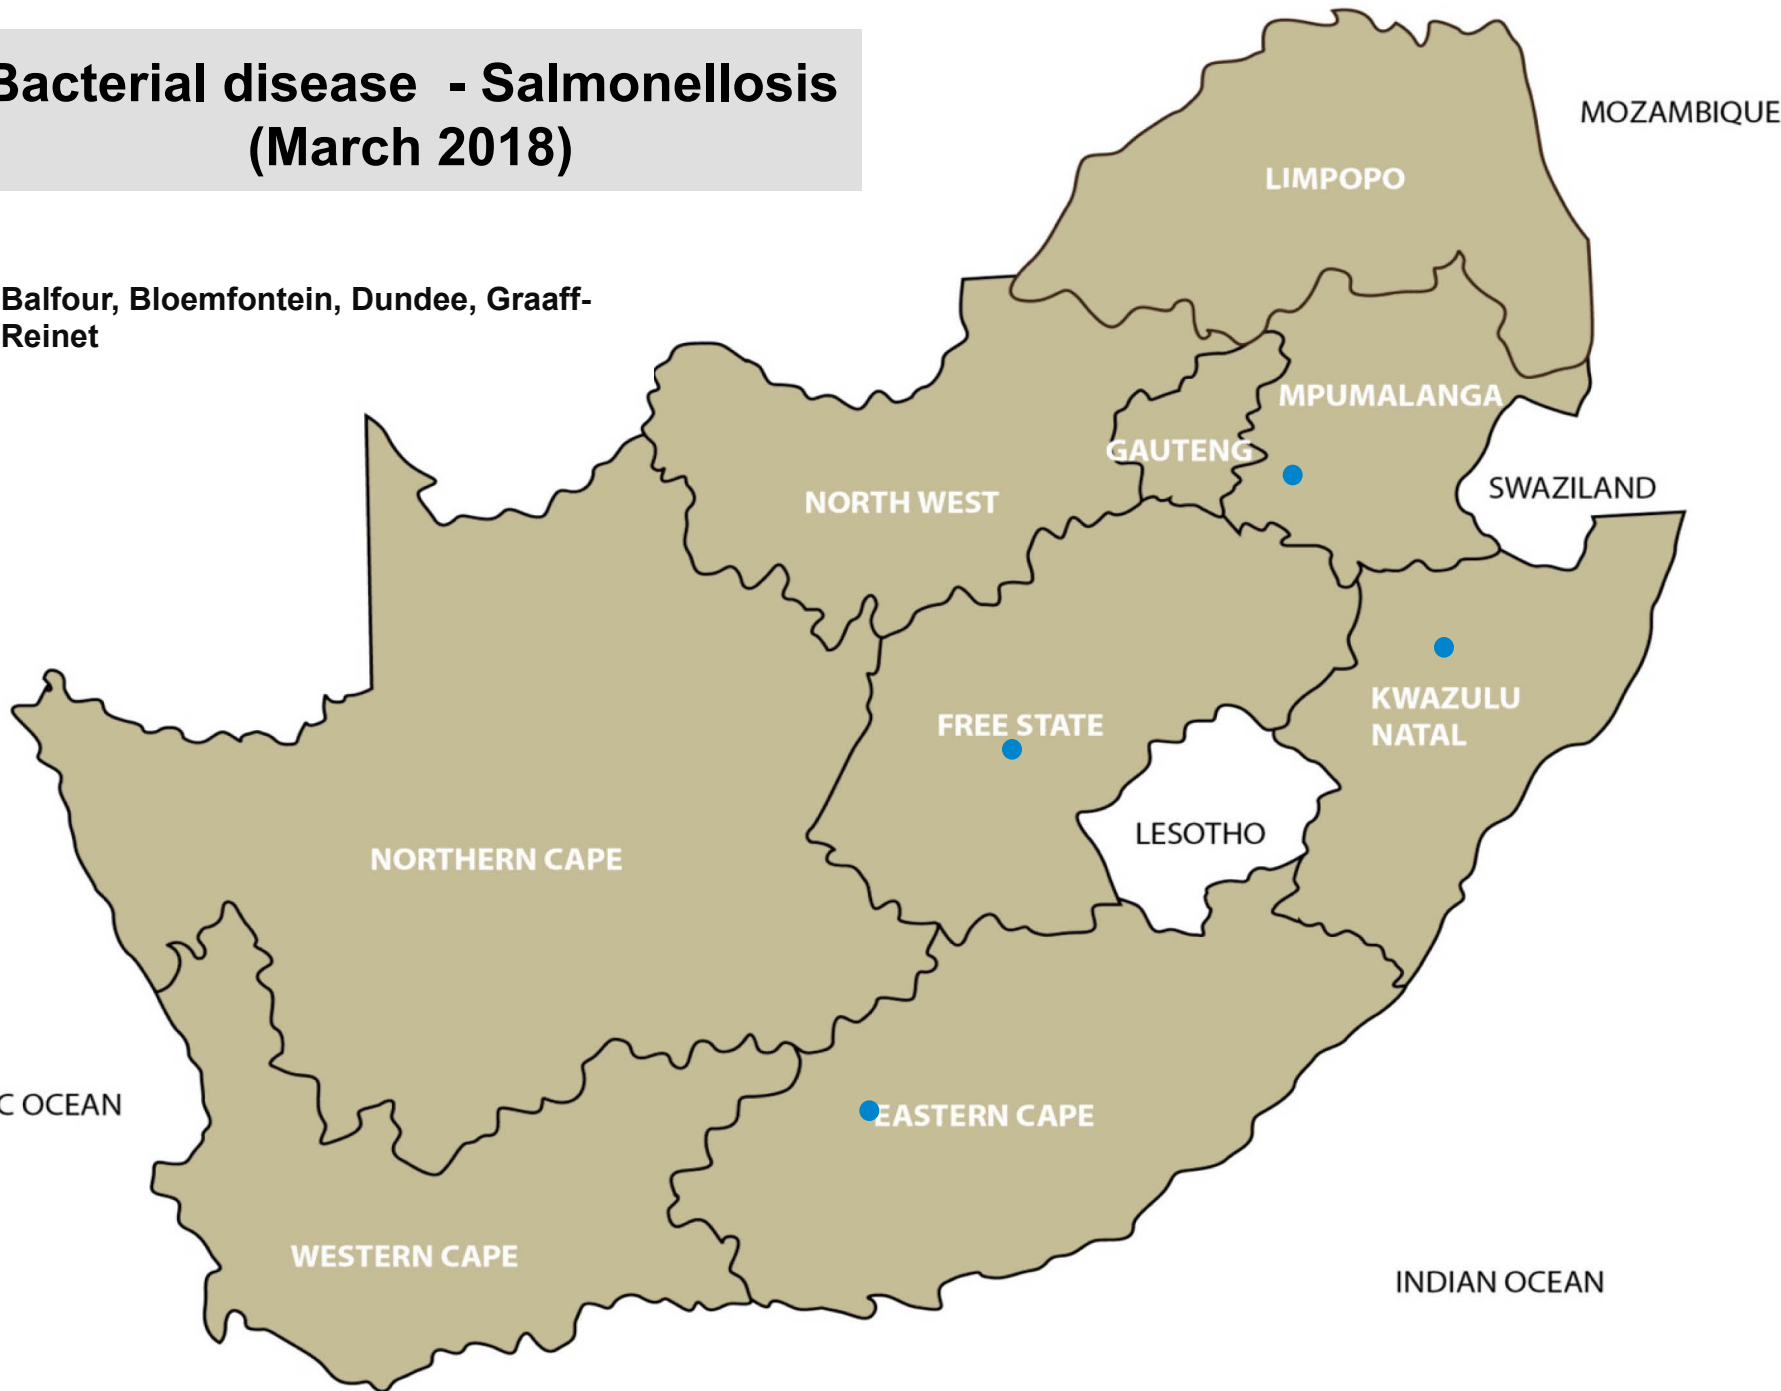 Bacterial disease - Salmonellosis
(March 2018)
MOZAMBIQUE
LIMPOPO
Balfour, Bloemfontein, Dundee, Graaff-
Reinet
MPUMALANGA
GAUTENG
SWAZILAND
NORTH WEST
KWAZULU
NATAL
FREE STATE
LESOTHO
NORTHERN CAPE
C OCEAN
EASTERN CAPE
WESTERN CAPE
INDIAN OCEAN